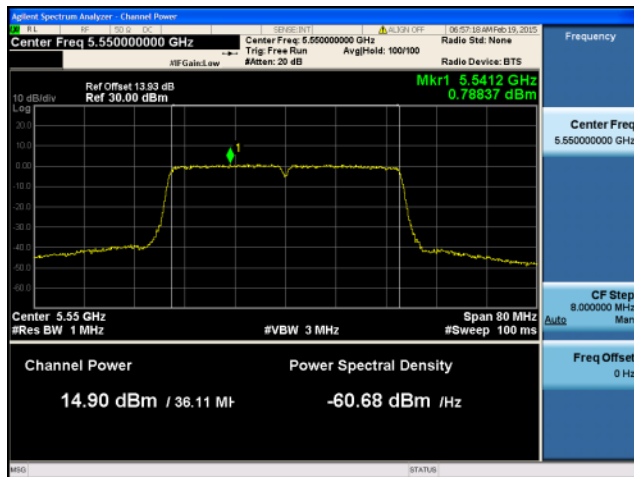 Agilent Spectrum Analyzer - Channel Power
RL RF 50 Ω DC SENSE:INT ALIGN OFF 06:57:18 AM Feb 19, 2015
Center Freq 5.550000000 GHz
Center Freq: 5.550000000 GHz Radio Std: None
Trig: Free Run Avg|Hold: 100/100
#IFGain:Low #Atten: 20 dB Radio Device: BTS
Frequency
Mkr1 5.5412 GHz
0.78837 dBm
Ref Offset 13.93 dB
10 dB/div Ref 30.00 dBm
Log
20.0
10.0
0.00
-10.0
-20.0
-30.0
-40.0
-50.0
-60.0
1
Center 5.55 GHz Span 80 MHz
#Res BW 1 MHz #VBW 3 MHz #Sweep 100 ms
Channel Power Power Spectral Density
14.90 dBm / 36.11 MH -60.68 dBm /Hz
Center Freq
5.550000000 GHz
CF Step
8.000000 MHz
Auto Man
Freq Offset
0 Hz
MSG STATUS